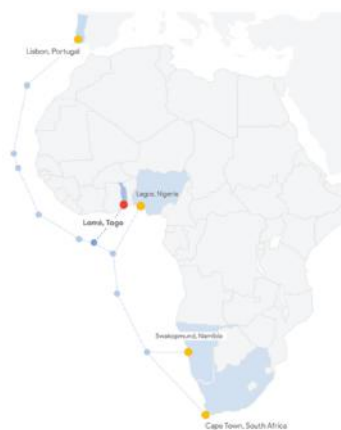 Lisbon, Portugal
Lagos, Nigeria
Lomé, Togo
Swakopmund, Namibia
Cape Town, South Africa